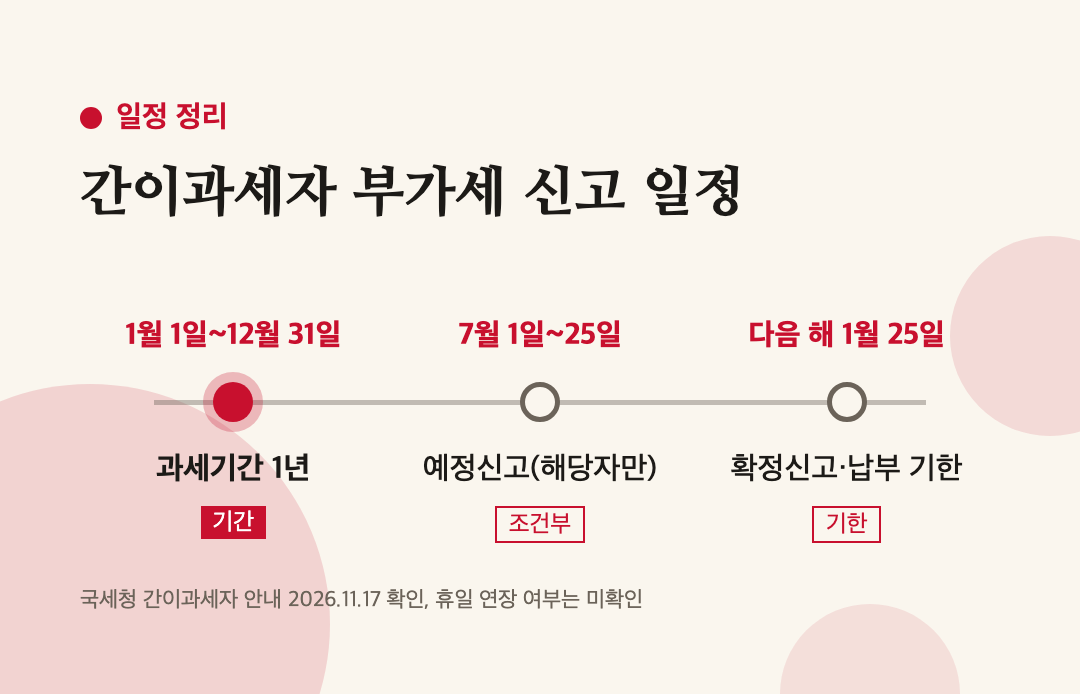 일정 정리
간이과세자 부가세 신고 일정
1월 1일~12월 31일
7월 1일~25일
다음 해 1월 25일
과세기간 1년
예정신고(해당자만)
확정신고·납부 기한
기간
조건부
기한
국세청 간이과세자 안내 2026.11.17 확인, 휴일 연장 여부는 미확인